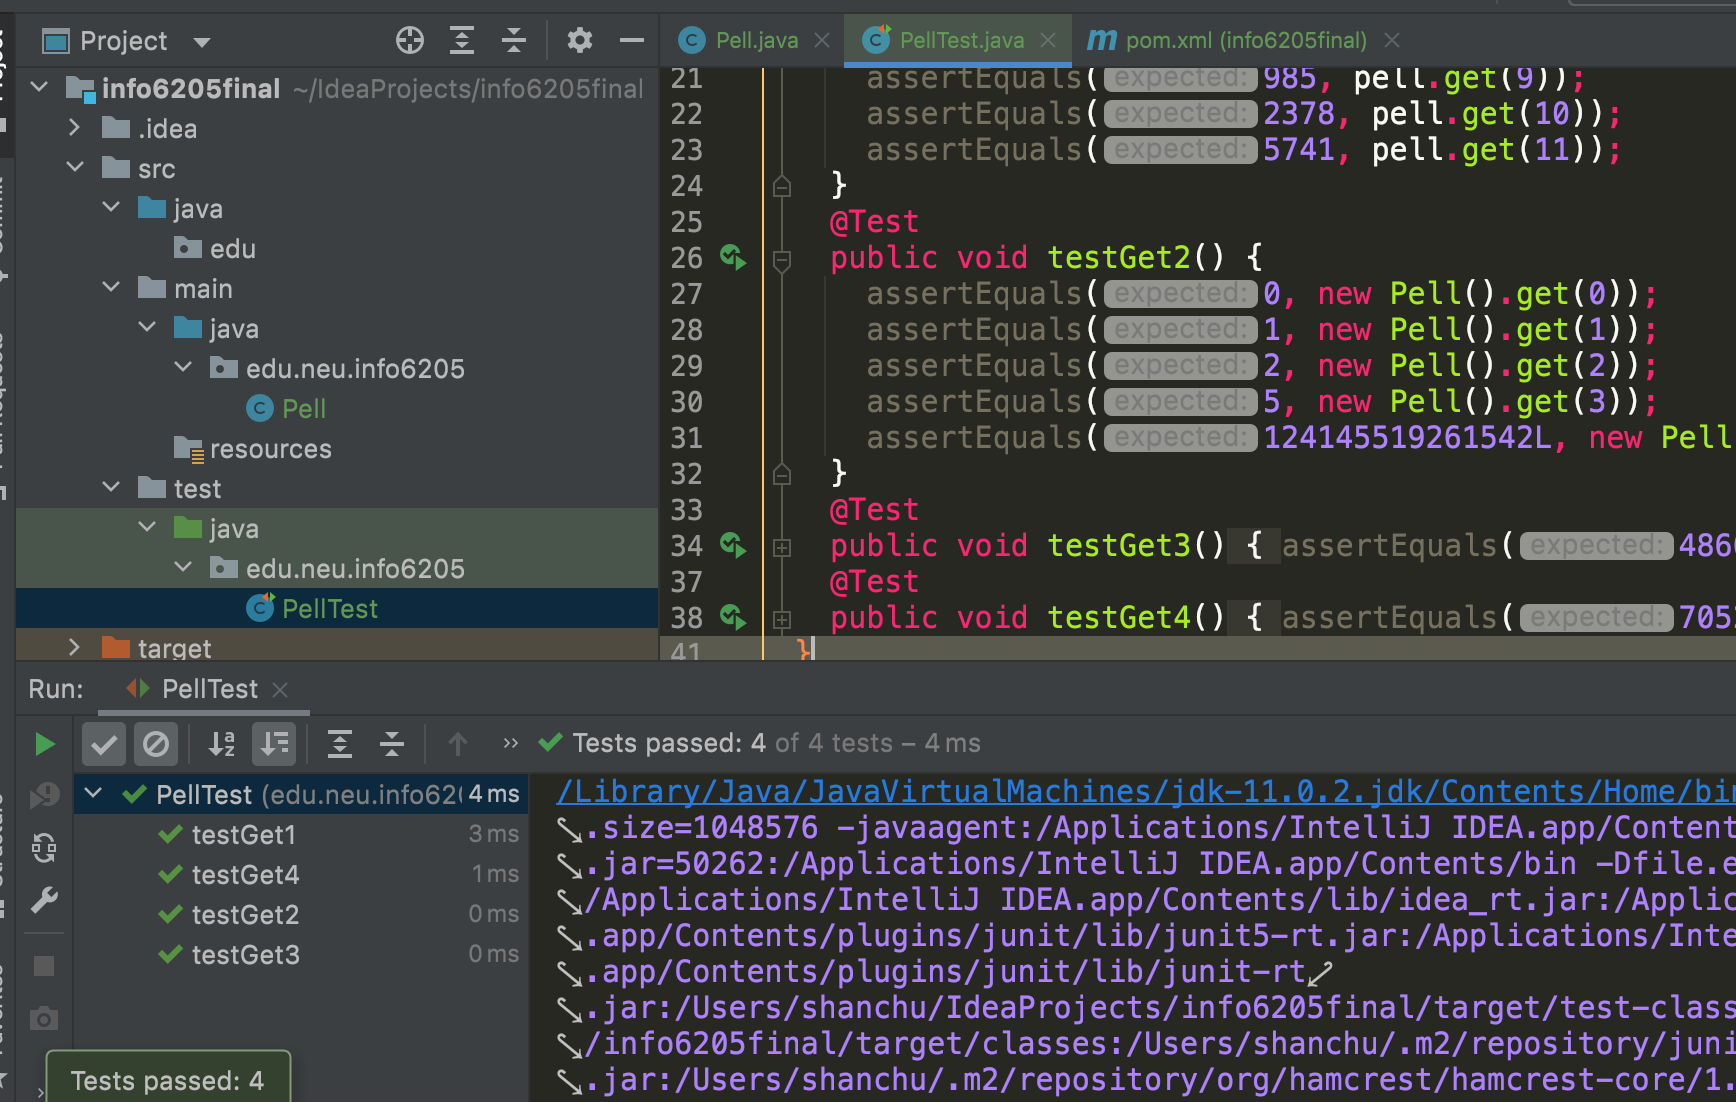 Project
Pell.java
PellTest.java
pom.xml (info6205final)
info6205final ~/IdeaProjects/info6205final
.idea
src
java
edu
main
java
edu.neu.info6205
Pell
resources
test
java
edu.neu.info6205
PellTest
target
21 assertEquals( expected: 985, pell.get(9));
22 assertEquals( expected: 2378, pell.get(10));
23 assertEquals( expected: 5741, pell.get(11));
24 }
25 @Test
26 public void testGet2() {
27 assertEquals( expected: 0, new Pell().get(0));
28 assertEquals( expected: 1, new Pell().get(1));
29 assertEquals( expected: 2, new Pell().get(2));
30 assertEquals( expected: 5, new Pell().get(3));
31 assertEquals( expected: 124145519261542L, new Pell
32 }
33 @Test
34 public void testGet3() { assertEquals( expected: 486
37 @Test
38 public void testGet4() { assertEquals( expected: 705
41 }
Run: PellTest
Tests passed: 4 of 4 tests – 4 ms
PellTest (edu.neu.info62 4 ms
testGet1 3 ms
testGet4 1 ms
testGet2 0 ms
testGet3 0 ms
/Library/Java/JavaVirtualMachines/jdk-11.0.2.jdk/Contents/Home/bin
.size=1048576 -javaagent:/Applications/IntelliJ IDEA.app/Content
.jar=50262:/Applications/IntelliJ IDEA.app/Contents/bin -Dfile.e
/Applications/IntelliJ IDEA.app/Contents/lib/idea_rt.jar:/Applic
.app/Contents/plugins/junit/lib/junit5-rt.jar:/Applications/Inte
.app/Contents/plugins/junit/lib/junit-rt
.jar:/Users/shanchu/IdeaProjects/info6205final/target/test-class
/info6205final/target/classes:/Users/shanchu/.m2/repository/juni
.jar:/Users/shanchu/.m2/repository/org/hamcrest/hamcrest-core/1.
Tests passed: 4